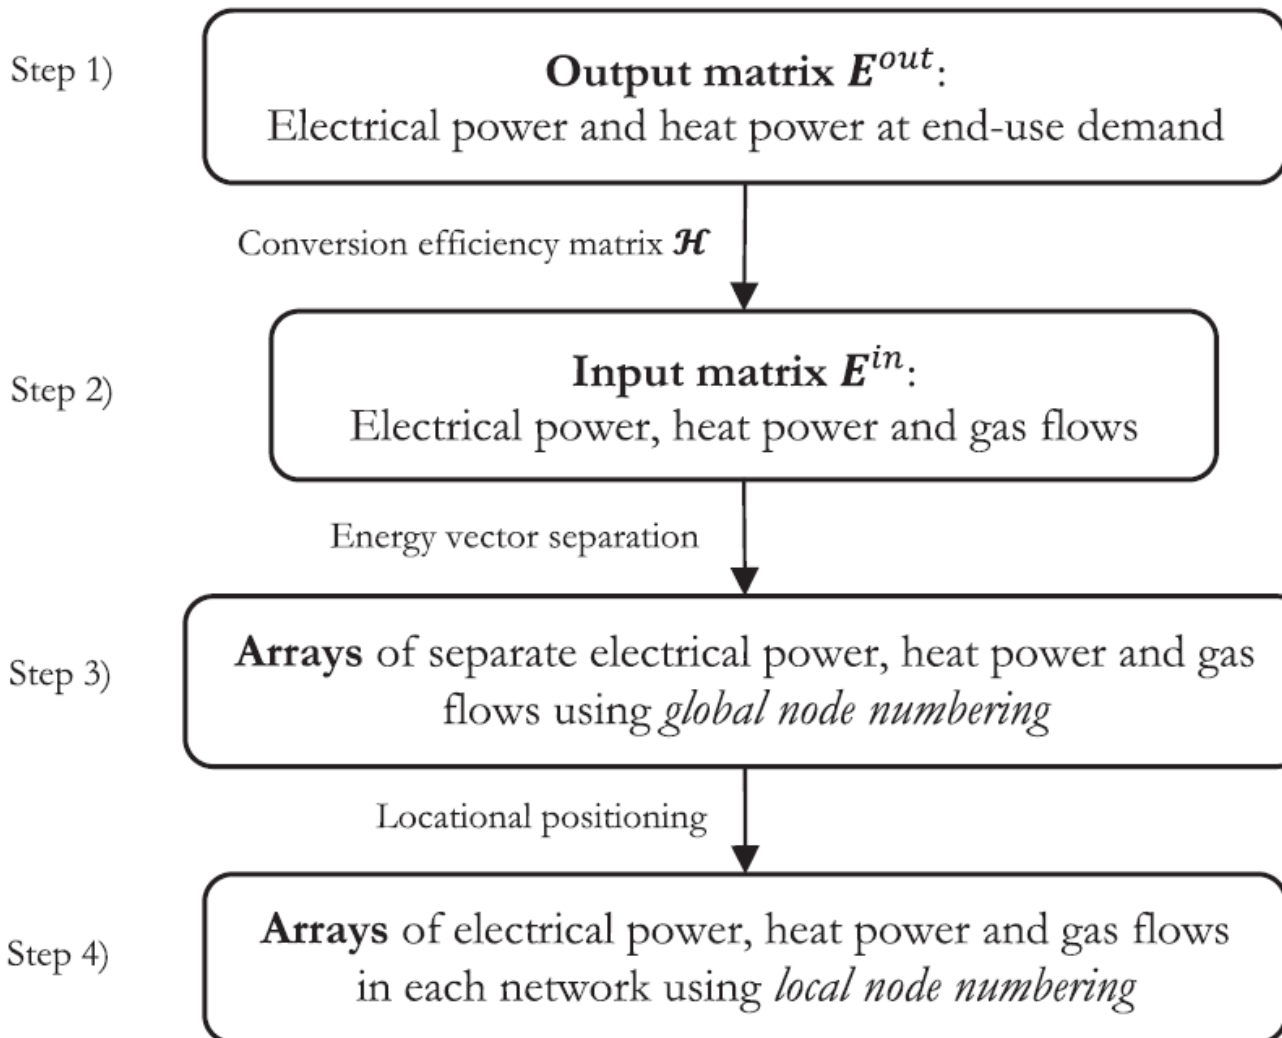 Step 1)
Output matrix E^out:
Electrical power and heat power at end-use demand
Conversion efficiency matrix ℋ
Step 2)
Input matrix E^in:
Electrical power, heat power and gas flows
Energy vector separation
Step 3)
Arrays of separate electrical power, heat power and gas
flows using global node numbering
Locational positioning
Step 4)
Arrays of electrical power, heat power and gas flows
in each network using local node numbering